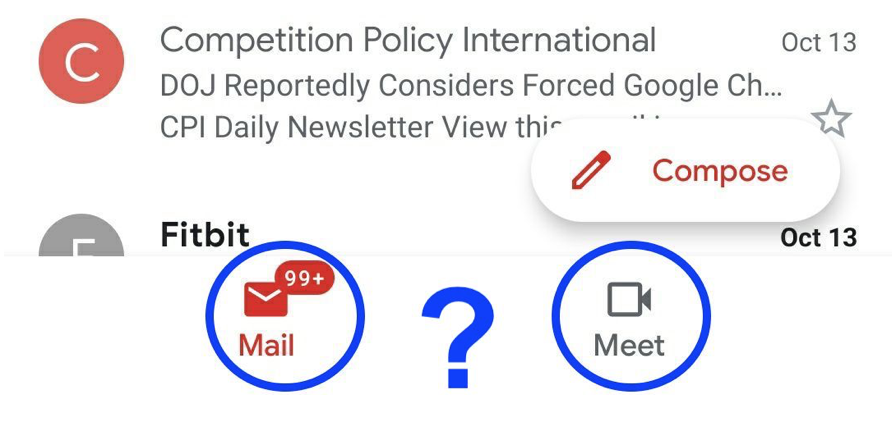 C
Competition Policy International
Oct 13
DOJ Reportedly Considers Forced Google Ch...
CPI Daily Newsletter View this
Compose
F
Fitbit
Oct 13
99+
Mail
?
Meet